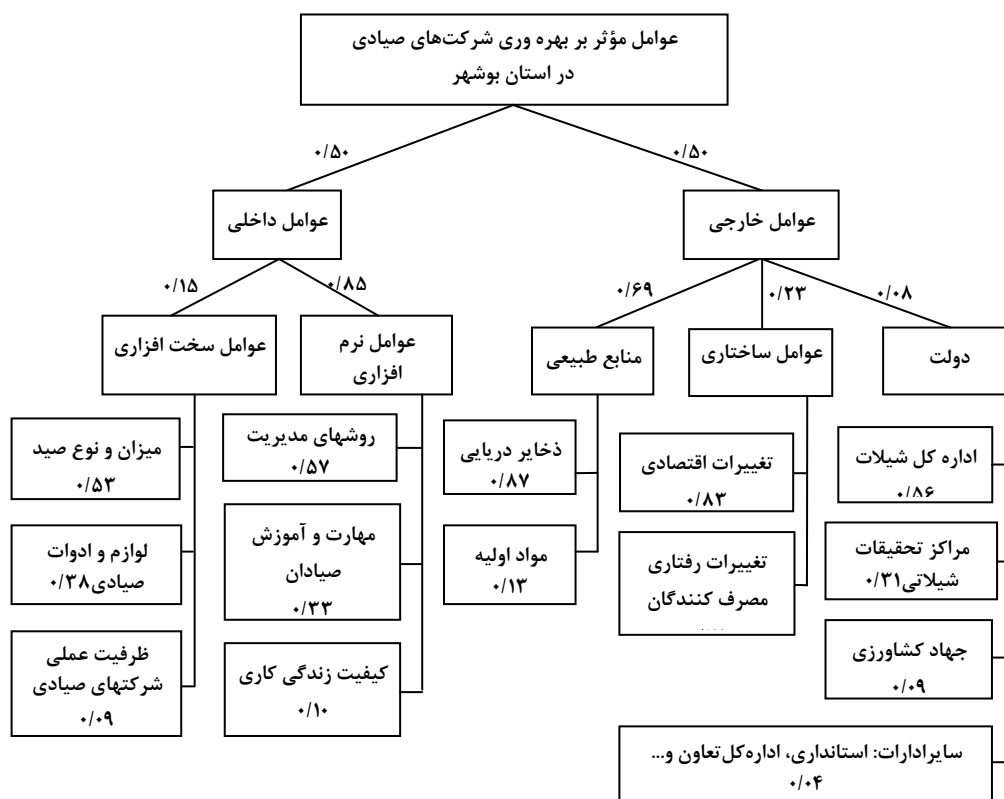 عوامل مؤثر بر بهره وری شرکت‌های صیادی
در استان بوشهر
۰/۵۰
۰/۵۰
عوامل خارجی
عوامل داخلی
۰/۰۸
۰/۲۳
۰/۶۹
۰/۸۵
۰/۱۵
دولت
عوامل ساختاری
منابع طبیعی
عوامل نرم
افزاری
عوامل سخت افزاری
اداره کل شیلات
مراکز تحقیقات
شیلاتی۰/۳۱
جهاد کشاورزی
۰/۰۹
سایرادارات: استانداری، اداره‌کل‌تعاون و...
۰/۰۴
تغییرات اقتصادی
۰/۸۳
تغییرات رفتاری
مصرف کنندگان
ذخایر دریایی
۰/۸۷
مواد اولیه
۰/۱۳
روشهای مدیریت
۰/۵۷
مهارت و آموزش
صیادان
۰/۳۳
کیفیت زندگی کاری
۰/۱۰
میزان و نوع صید
۰/۵۳
لوازم و ادوات
صیادی۰/۳۸
ظرفیت عملی
شرکتهای صیادی
۰/۰۹